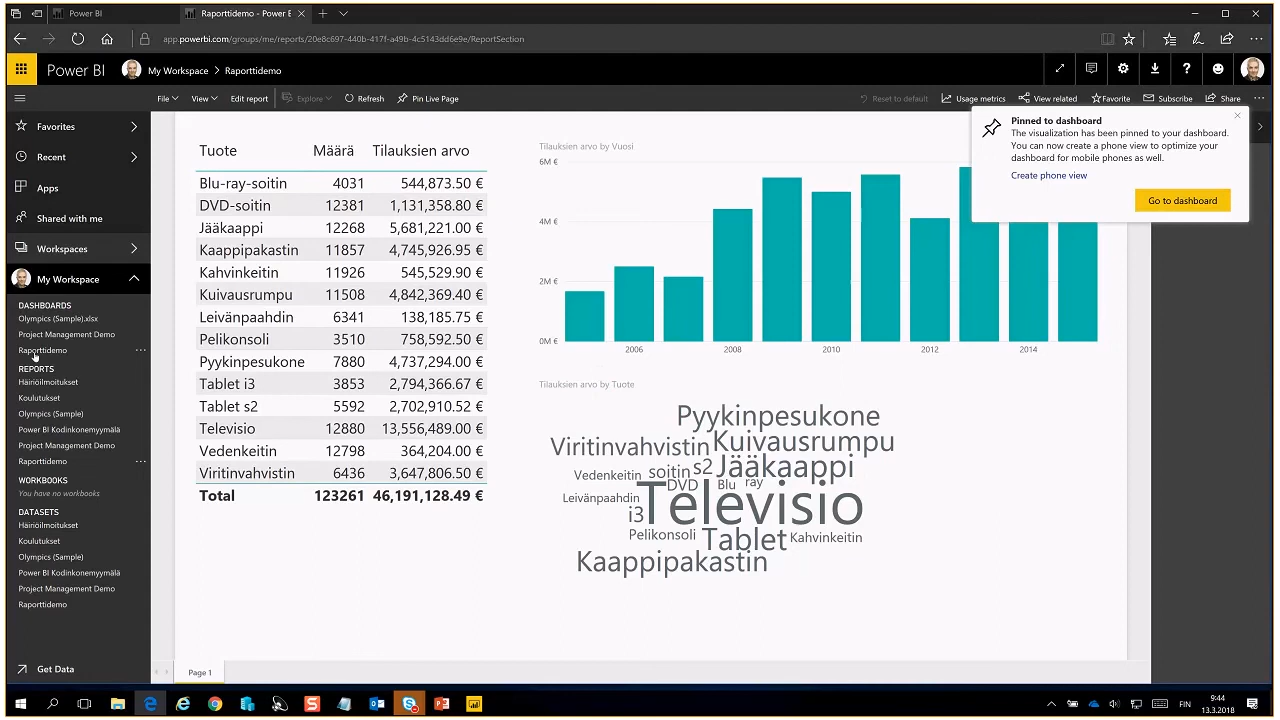 Power BI
Raporttidemo - Power E
app.powerbi.com/groups/me/reports/20e8c697-440b-417f-a49b-4c5143dd6e9e/ReportSection
Power BI
My Workspace > Raporttidemo
File
View
Edit report
Explore
Refresh
Pin Live Page
Reset to default
Usage metrics
View related
Favorite
Subscribe
Share
Favorites
Recent
Apps
Shared with me
Workspaces
My Workspace
DASHBOARDS
Olympics (Sample).xlsx
Project Management Demo
Raporttidemo
REPORTS
Häiriöilmoitukset
Koulutukset
Olympics (Sample)
Power BI Kodinkonemyymälä
Project Management Demo
Raporttidemo
WORKBOOKS
You have no workbooks
DATASETS
Häiriöilmoitukset
Koulutukset
Olympics (Sample)
Power BI Kodinkonemyymälä
Project Management Demo
Raporttidemo
Get Data
Tuote Määrä Tilauksien arvo
Blu-ray-soitin 4031 544,873.50 €
DVD-soitin 12381 1,131,358.80 €
Jääkaappi 12268 5,681,221.00 €
Kaappipakastin 11857 4,745,926.95 €
Kahvinkeitin 11926 545,529.90 €
Kuivausrumpu 11508 4,842,369.40 €
Leivänpaahdin 6341 138,185.75 €
Pelikonsoli 3510 758,592.50 €
Pyykinpesukone 7880 4,737,294.00 €
Tablet i3 3853 2,794,366.67 €
Tablet s2 5592 2,702,910.52 €
Televisio 12880 13,556,489.00 €
Vedenkeitin 12798 364,204.00 €
Viritinvahvistin 6436 3,647,806.50 €
Total 123261 46,191,128.49 €
Tilauksien arvo by Vuosi
6M €
4M €
2M €
0M €
2006 2008 2010 2012 2014
Pinned to dashboard
The visualization has been pinned to your dashboard.
You can now create a phone view to optimize your
dashboard for mobile phones as well.
Create phone view
Go to dashboard
Tilauksien arvo by Tuote
Pyykinpesukone
Viritinvahvistin Kuivausrumpu
Vedenkeitin soitin s2 Jääkaappi
DVD Blu ray
Leivänpaahdin
i3 Televisio
Pelikonsoli Tablet Kahvinkeitin
Kaappipakastin
Page 1
FIN
9:44
13.3.2018